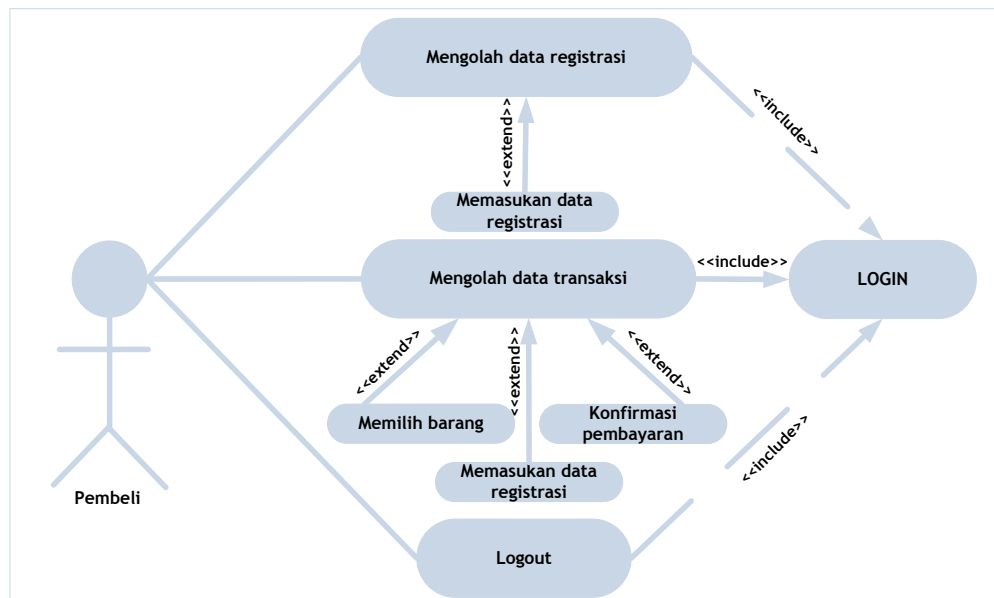 Mengolah data registrasi
<<include>>
<<extend>>
Memasukan data
registrasi
Mengolah data transaksi
<<include>>
LOGIN
<<extend>>
<<extend>>
<<extend>>
Memilih barang
Konfirmasi
pembayaran
<<include>>
Memasukan data
registrasi
Pembeli
Logout